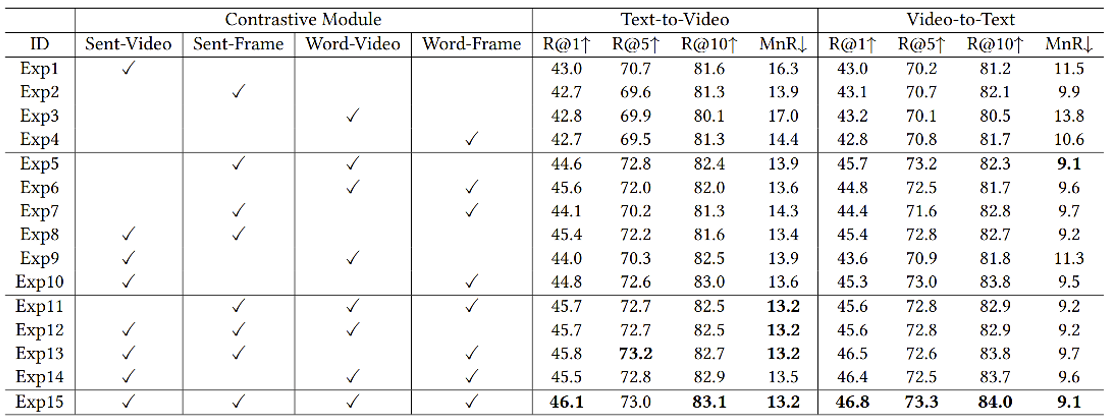 Contrastive Module Text-to-Video Video-to-Text
ID Sent-Video Sent-Frame Word-Video Word-Frame R@1↑ R@5↑ R@10↑ MnR↓ R@1↑ R@5↑ R@10↑ MnR↓
Exp1 ✓ 43.0 70.7 81.6 16.3 43.0 70.2 81.2 11.5
Exp2 ✓ 42.7 69.6 81.3 13.9 43.1 70.7 82.1 9.9
Exp3 ✓ 42.8 69.9 80.1 17.0 43.2 70.1 80.5 13.8
Exp4 ✓ 42.7 69.5 81.3 14.4 42.8 70.8 81.7 10.6
Exp5 ✓ ✓ 44.6 72.8 82.4 13.9 45.7 73.2 82.3 9.1
Exp6 ✓ ✓ 45.6 72.0 82.0 13.6 44.8 72.5 81.7 9.6
Exp7 ✓ ✓ 44.1 70.2 81.3 14.3 44.4 71.6 82.8 9.7
Exp8 ✓ ✓ 45.4 72.2 81.6 13.4 45.4 72.8 82.7 9.2
Exp9 ✓ ✓ 44.0 70.3 82.5 13.9 43.6 70.9 81.8 11.3
Exp10 ✓ ✓ 44.8 72.6 83.0 13.6 45.3 73.0 83.8 9.5
Exp11 ✓ ✓ ✓ 45.7 72.7 82.5 13.2 45.6 72.8 82.9 9.2
Exp12 ✓ ✓ ✓ 45.7 72.7 82.5 13.2 45.6 72.8 82.9 9.2
Exp13 ✓ ✓ ✓ 45.8 73.2 82.7 13.2 46.5 72.6 83.8 9.7
Exp14 ✓ ✓ ✓ 45.5 72.8 82.9 13.5 46.4 72.5 83.7 9.6
Exp15 ✓ ✓ ✓ ✓ 46.1 73.0 83.1 13.2 46.8 73.3 84.0 9.1